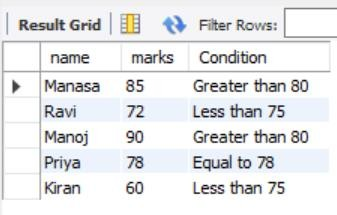 Result Grid Filter Rows:
name marks Condition
Manasa 85 Greater than 80
Ravi 72 Less than 75
Manoj 90 Greater than 80
Priya 78 Equal to 78
Kiran 60 Less than 75